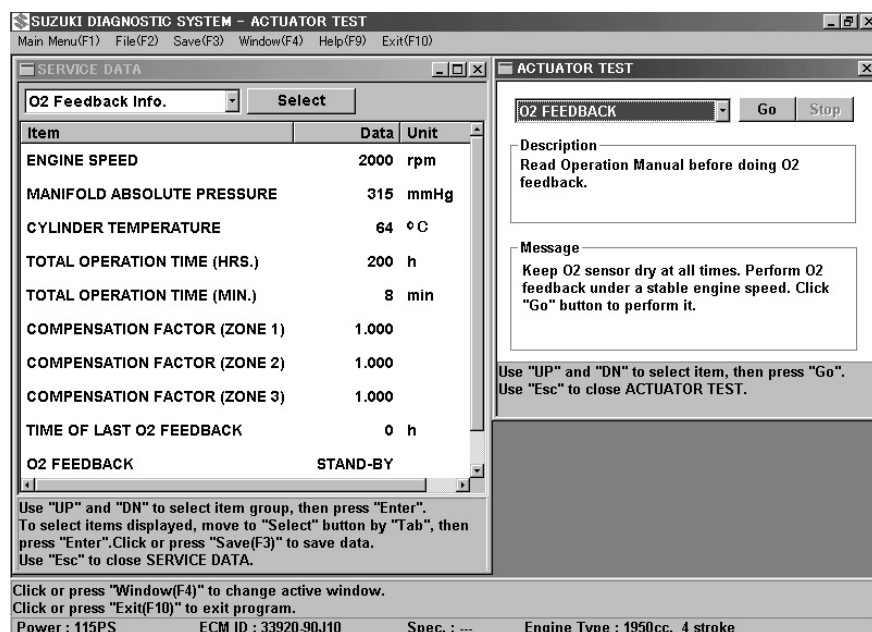 SUZUKI DIAGNOSTIC SYSTEM - ACTUATOR TEST
Main Menu(F1) File(F2) Save(F3) Window(F4) Help(F9) Exit(F10)
SERVICE DATA
O2 Feedback Info. Select
Item Data Unit
ENGINE SPEED 2000 rpm
MANIFOLD ABSOLUTE PRESSURE 315 mmHg
CYLINDER TEMPERATURE 64 °C
TOTAL OPERATION TIME (HRS.) 200 h
TOTAL OPERATION TIME (MIN.) 8 min
COMPENSATION FACTOR (ZONE 1) 1.000
COMPENSATION FACTOR (ZONE 2) 1.000
COMPENSATION FACTOR (ZONE 3) 1.000
TIME OF LAST O2 FEEDBACK 0 h
O2 FEEDBACK STAND-BY
Use "UP" and "DN" to select item group, then press "Enter".
To select items displayed, move to "Select" button by "Tab", then
press "Enter".Click or press "Save(F3)" to save data.
Use "Esc" to close SERVICE DATA.
ACTUATOR TEST
O2 FEEDBACK Go Stop
Description
Read Operation Manual before doing O2
feedback.
Message
Keep O2 sensor dry at all times. Perform O2
feedback under a stable engine speed. Click
"Go" button to perform it.
Use "UP" and "DN" to select item, then press "Go".
Use "Esc" to close ACTUATOR TEST.
Click or press "Window(F4)" to change active window.
Click or press "Exit(F10)" to exit program.
Power : 115PS ECM ID : 33920-90J10 Spec. : --- Engine Type : 1950cc, 4 stroke